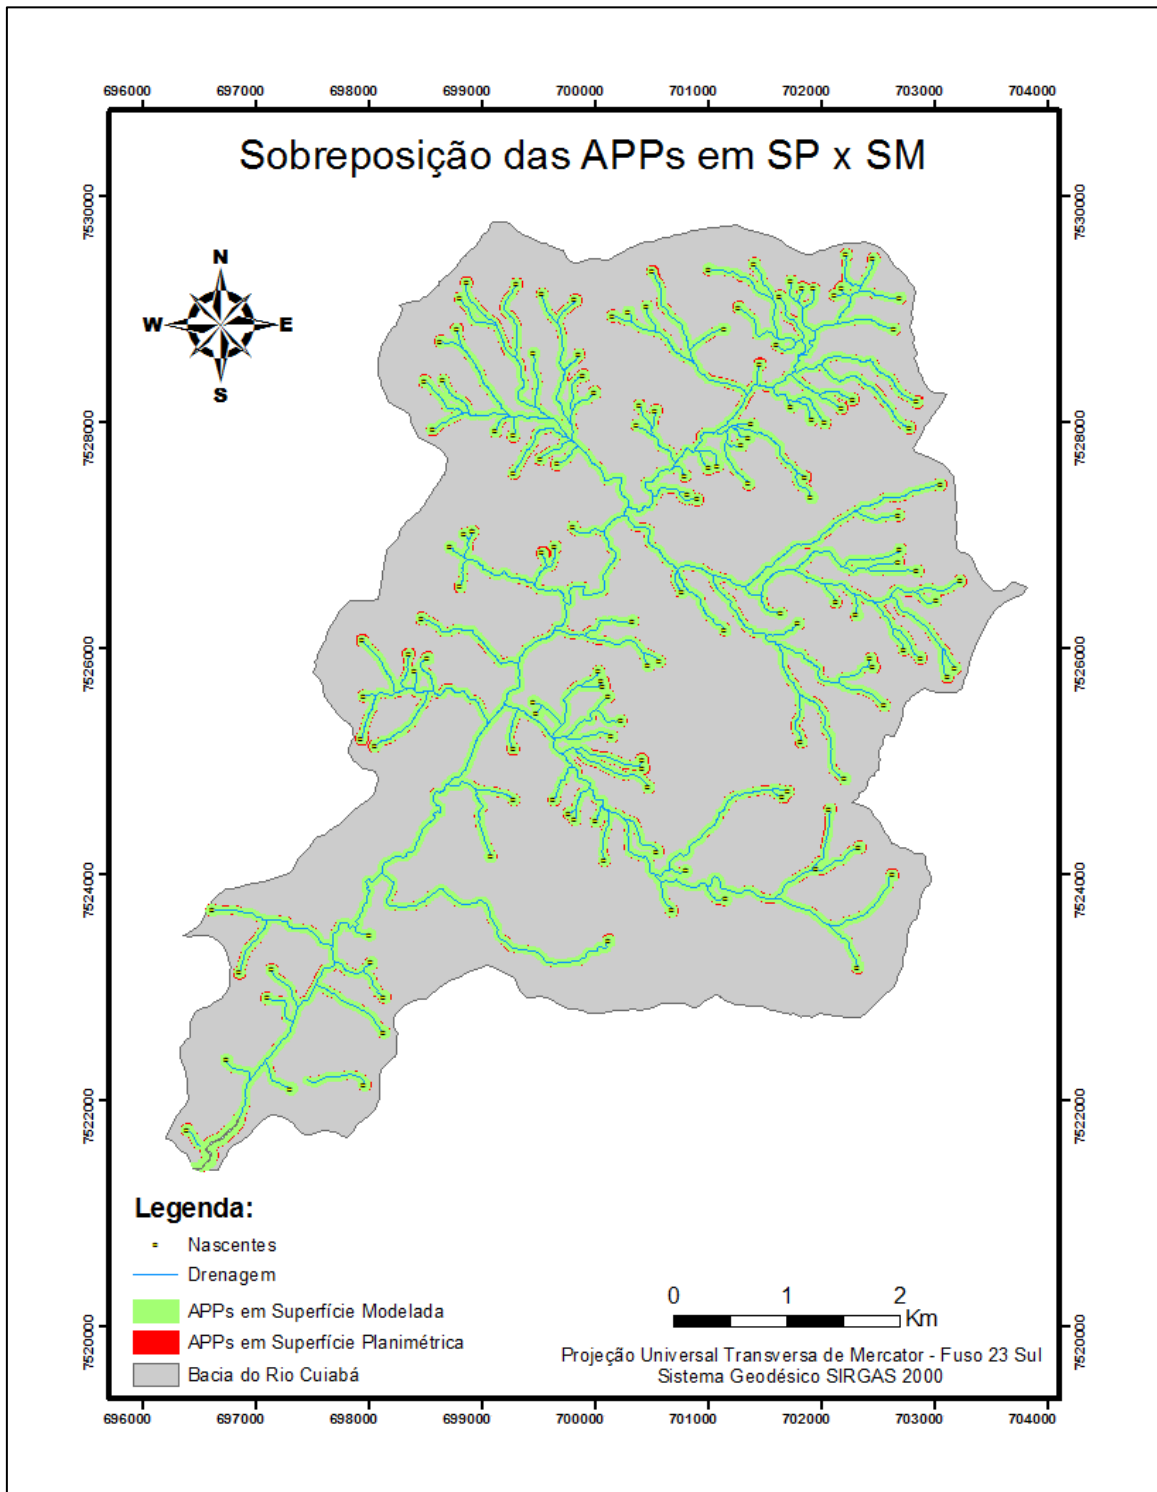 696000 697000 698000 699000 700000 701000 702000 703000 704000
Sobreposição das APPs em SP x SM
7530000 7530000
N
W E
S
7528000 7528000
7526000 7526000
7524000 7524000
7522000 7522000
Legenda:
Nascentes
Drenagem
APPs em Superfície Modelada
APPs em Superfície Planimétrica
Bacia do Rio Cuiabá
0 1 2
Km
7520000 7520000
Projeção Universal Transversa de Mercator - Fuso 23 Sul
Sistema Geodésico SIRGAS 2000
696000 697000 698000 699000 700000 701000 702000 703000 704000